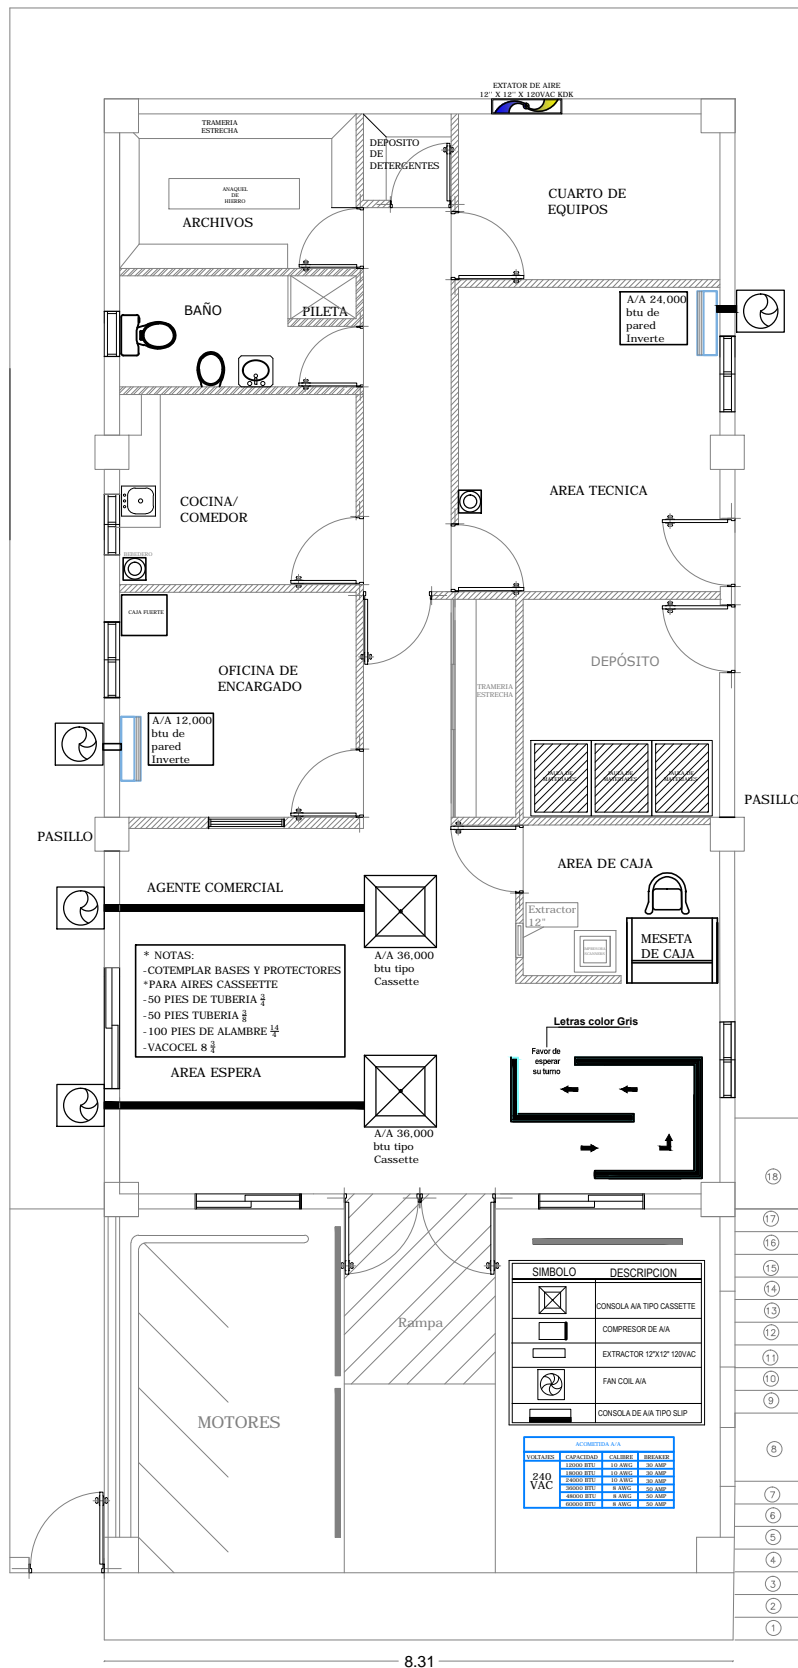 EXTATOR DE AIRE
12" X 12" X 120VAC KDK
TRAMERIA
ESTRECHA
DEPOSITO
DE
DETERGENTES
ANAQUEL
DE
HIERRO
ARCHIVOS
CUARTO DE
EQUIPOS
BAÑO
PILETA
A/A 24,000
btu de
pared
Inverte
COCINA/
COMEDOR
AREA TECNICA
BEBEDERO
CAJA FUERTE
OFICINA DE
ENCARGADO
DEPÓSITO
TRAMERIA
ESTRECHA
A/A 12,000
btu de
pared
Inverte
JAULA DE
MATERIALES
JAULA DE
MATERIALES
JAULA DE
MATERIALES
PASILLO
PASILLO
AGENTE COMERCIAL
AREA DE CAJA
Extractor
12"
MESETA
DE CAJA
A/A 36,000
btu tipo
Cassette
* NOTAS:
-COTEMPLAR BASES Y PROTECTORES
*PARA AIRES CASSEETTE
-50 PIES DE TUBERIA 3/4
-50 PIES TUBERIA 3/8
-100 PIES DE ALAMBRE 14/4
-VACOCEL 8 3/4
Letras color Gris
Favor de
esperar
su turno
AREA ESPERA
A/A 36,000
btu tipo
Cassette
18
17
16
15
14
13
12
11
10
9
8
7
6
5
4
3
2
1
SIMBOLO DESCRIPCION
CONSOLA A/A TIPO CASSETTE
COMPRESOR DE A/A
EXTRACTOR 12"X12" 120VAC
FAN COIL A/A
CONSOLA DE A/A TIPO SLIP
Rampa
MOTORES
ACOMETIDA A/A
VOLTAJES CAPACIDAD CALIBRE BREAKER
240
VAC
12000 BTU 10 AWG 30 AMP
18000 BTU 10 AWG 30 AMP
24000 BTU 10 AWG 30 AMP
36000 BTU 8 AWG 50 AMP
48000 BTU 8 AWG 50 AMP
60000 BTU 8 AWG 50 AMP
8.31